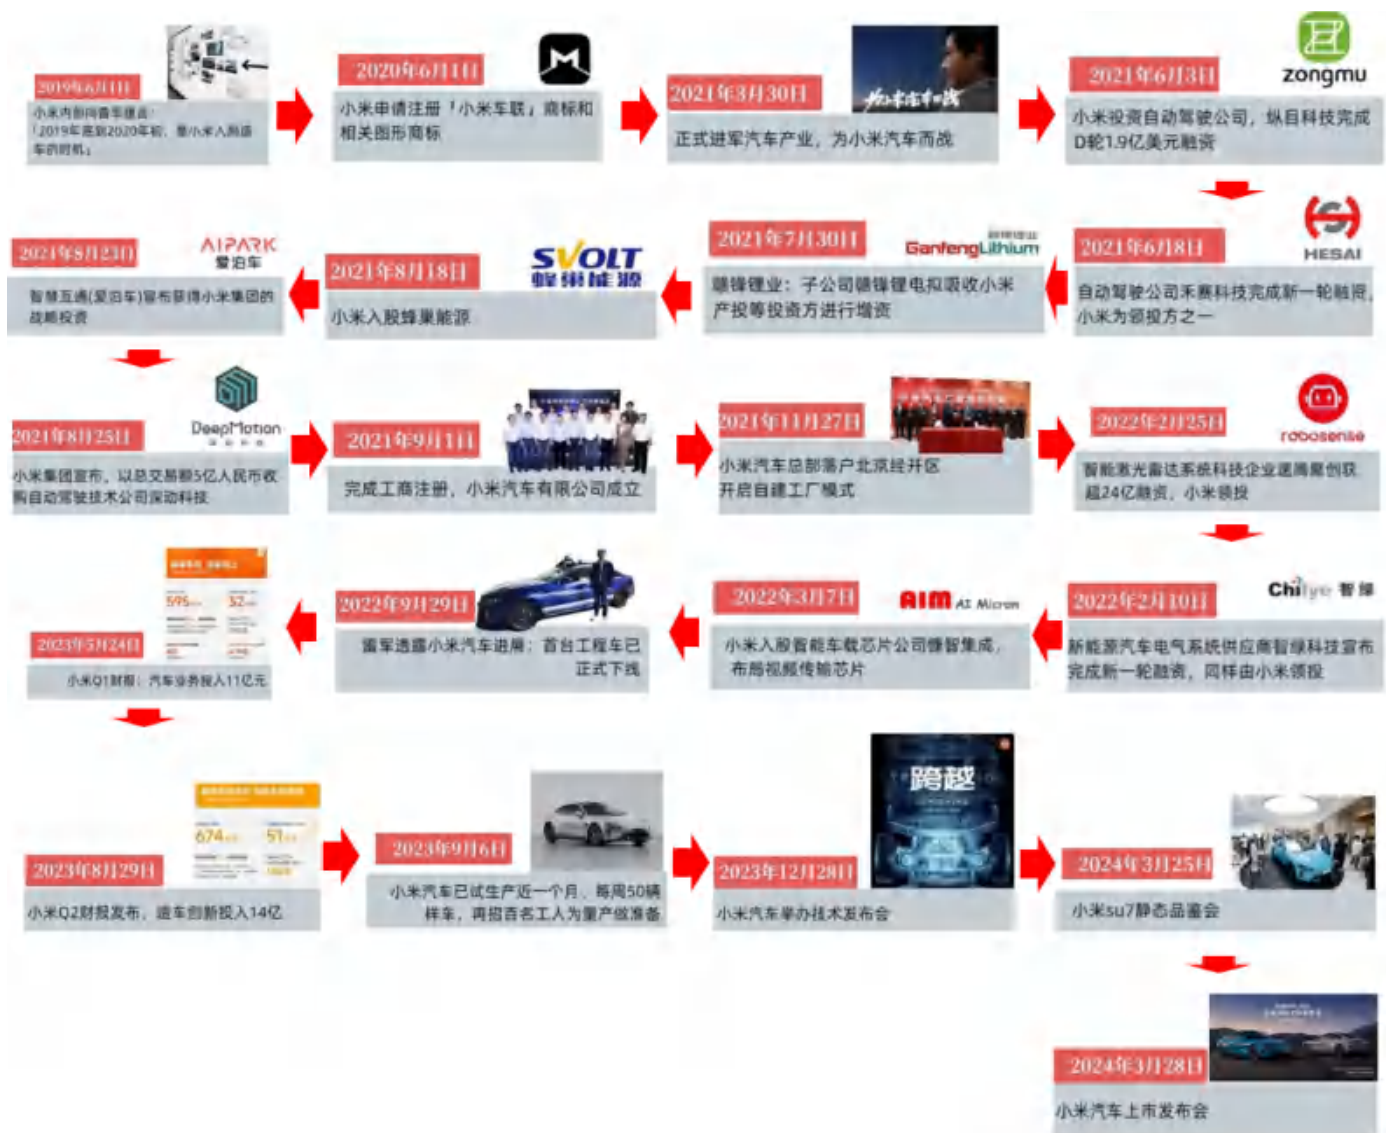 2019年6月1日
小米内部向雷军建言:
「2019年底到2020年初,是小米入局造
车的时机」
2020年6月1日
小米申请注册「小米车联」商标和
相关图形商标
2021年3月30日
为小米汽车而战
正式进军汽车产业,为小米汽车而战
zongmu
2021年6月3日
小米投资自动驾驶公司,纵目科技完成
D轮1.9亿美元融资
HESAI
2021年6月8日
自动驾驶公司禾赛科技完成新一轮融资,
小米为领投方之一
赣锋锂业
GanfengLithium
2021年7月30日
赣锋锂业:子公司赣锋锂电拟吸收小米
产投等投资方进行增资
SVOLT
蜂巢能源
2021年8月18日
小米入股蜂巢能源
AIPARK
爱泊车
2021年8月23日
智慧互通(爱泊车)宣布获得小米集团的
战略投资
DeepMotion
2021年8月25日
小米集团宣布,以总交易额5亿人民币收
购自动驾驶技术公司深动科技
2021年9月1日
完成工商注册,小米汽车有限公司成立
2021年11月27日
小米汽车总部落户北京经开区
开启自建工厂模式
robosense
2022年2月25日
智能激光雷达系统科技企业速腾聚创获
超24亿融资,小米领投
Chilye 智绿
2022年2月10日
新能源汽车电气系统供应商智绿科技宣布
完成新一轮融资,同样由小米领投
AIM AI Micron
2022年3月7日
小米入股智能车载芯片公司慷智集成,
布局视频传输芯片
2022年9月29日
雷军透露小米汽车进展:首台工程车已
正式下线
595
32
2023年5月24日
小米Q1财报:汽车业务投入11亿元
674
51
2023年8月29日
小米Q2财报发布,造车创新投入14亿
2023年9月6日
小米汽车已试生产近一个月、每周50辆
样车,再招百名工人为量产做准备
跨越
2023年12月28日
小米汽车举办技术发布会
2024年3月25日
小米su7静态品鉴会
2024年3月28日
小米汽车上市发布会